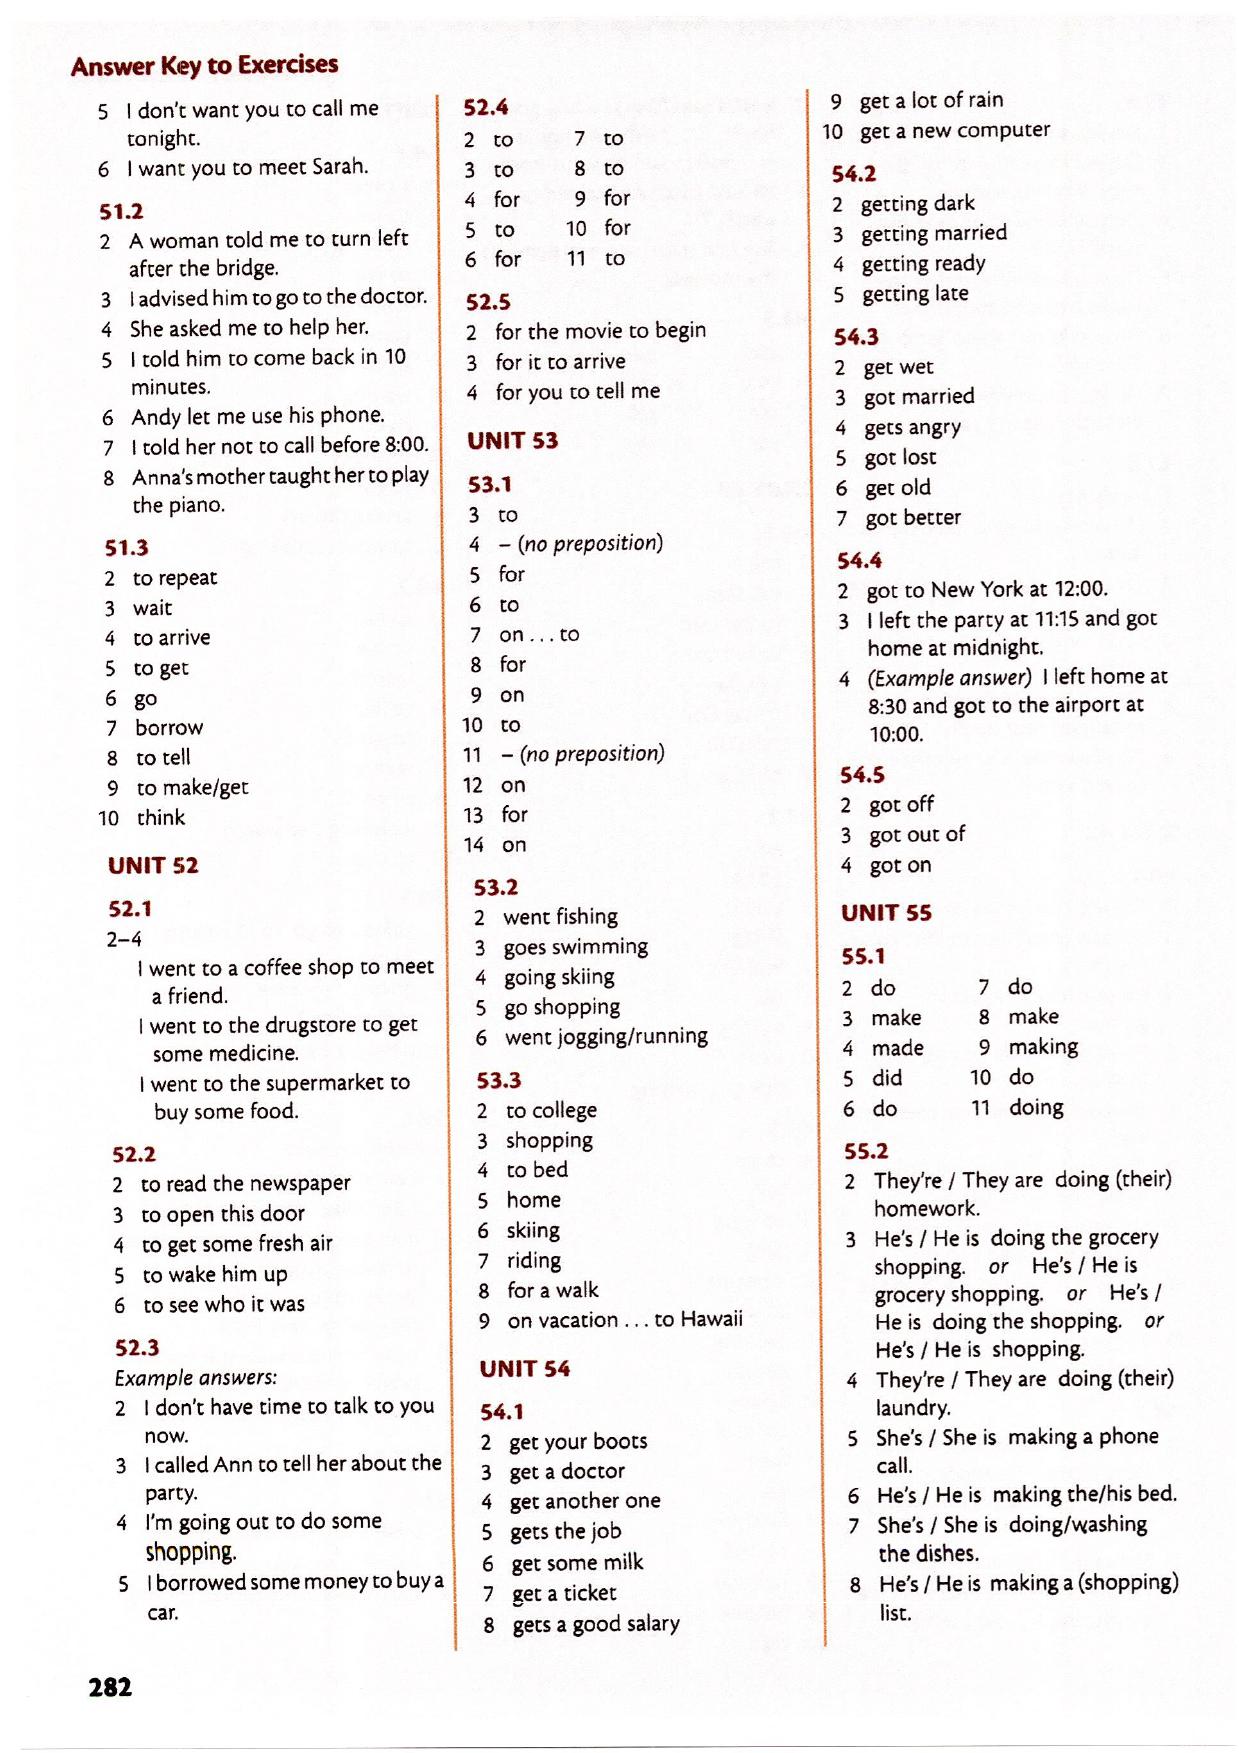 Answer Key to Exercises
5 I don't want you to call me
tonight.
6 I want you to meet Sarah.
51.2
2 A woman told me to turn left
after the bridge.
3 I advised him to go to the doctor.
4 She asked me to help her.
5 I told him to come back in 10
minutes.
6 Andy let me use his phone.
7 I told her not to call before 8:00.
8 Anna's mother taught her to play
the piano.
51.3
2 to repeat
3 wait
4 to arrive
5 to get
6 go
7 borrow
8 to tell
9 to make/get
10 think
UNIT 52
52.1
2–4
I went to a coffee shop to meet
a friend.
I went to the drugstore to get
some medicine.
I went to the supermarket to
buy some food.
52.2
2 to read the newspaper
3 to open this door
4 to get some fresh air
5 to wake him up
6 to see who it was
52.3
Example answers:
2 I don't have time to talk to you
now.
3 I called Ann to tell her about the
party.
4 I'm going out to do some
shopping.
5 I borrowed some money to buy a
car.
52.4
2 to 7 to
3 to 8 to
4 for 9 for
5 to 10 for
6 for 11 to
52.5
2 for the movie to begin
3 for it to arrive
4 for you to tell me
UNIT 53
53.1
3 to
4 – (no preposition)
5 for
6 to
7 on . . . to
8 for
9 on
10 to
11 – (no preposition)
12 on
13 for
14 on
53.2
2 went fishing
3 goes swimming
4 going skiing
5 go shopping
6 went jogging/running
53.3
2 to college
3 shopping
4 to bed
5 home
6 skiing
7 riding
8 for a walk
9 on vacation . . . to Hawaii
UNIT 54
54.1
2 get your boots
3 get a doctor
4 get another one
5 gets the job
6 get some milk
7 get a ticket
8 gets a good salary
9 get a lot of rain
10 get a new computer
54.2
2 getting dark
3 getting married
4 getting ready
5 getting late
54.3
2 get wet
3 got married
4 gets angry
5 got lost
6 get old
7 got better
54.4
2 got to New York at 12:00.
3 I left the party at 11:15 and got
home at midnight.
4 (Example answer) I left home at
8:30 and got to the airport at
10:00.
54.5
2 got off
3 got out of
4 got on
UNIT 55
55.1
2 do 7 do
3 make 8 make
4 made 9 making
5 did 10 do
6 do 11 doing
55.2
2 They're / They are doing (their)
homework.
3 He's / He is doing the grocery
shopping. or He's / He is
grocery shopping. or He's /
He is doing the shopping. or
He's / He is shopping.
4 They're / They are doing (their)
laundry.
5 She's / She is making a phone
call.
6 He's / He is making the/his bed.
7 She's / She is doing/washing
the dishes.
8 He's / He is making a (shopping)
list.
282